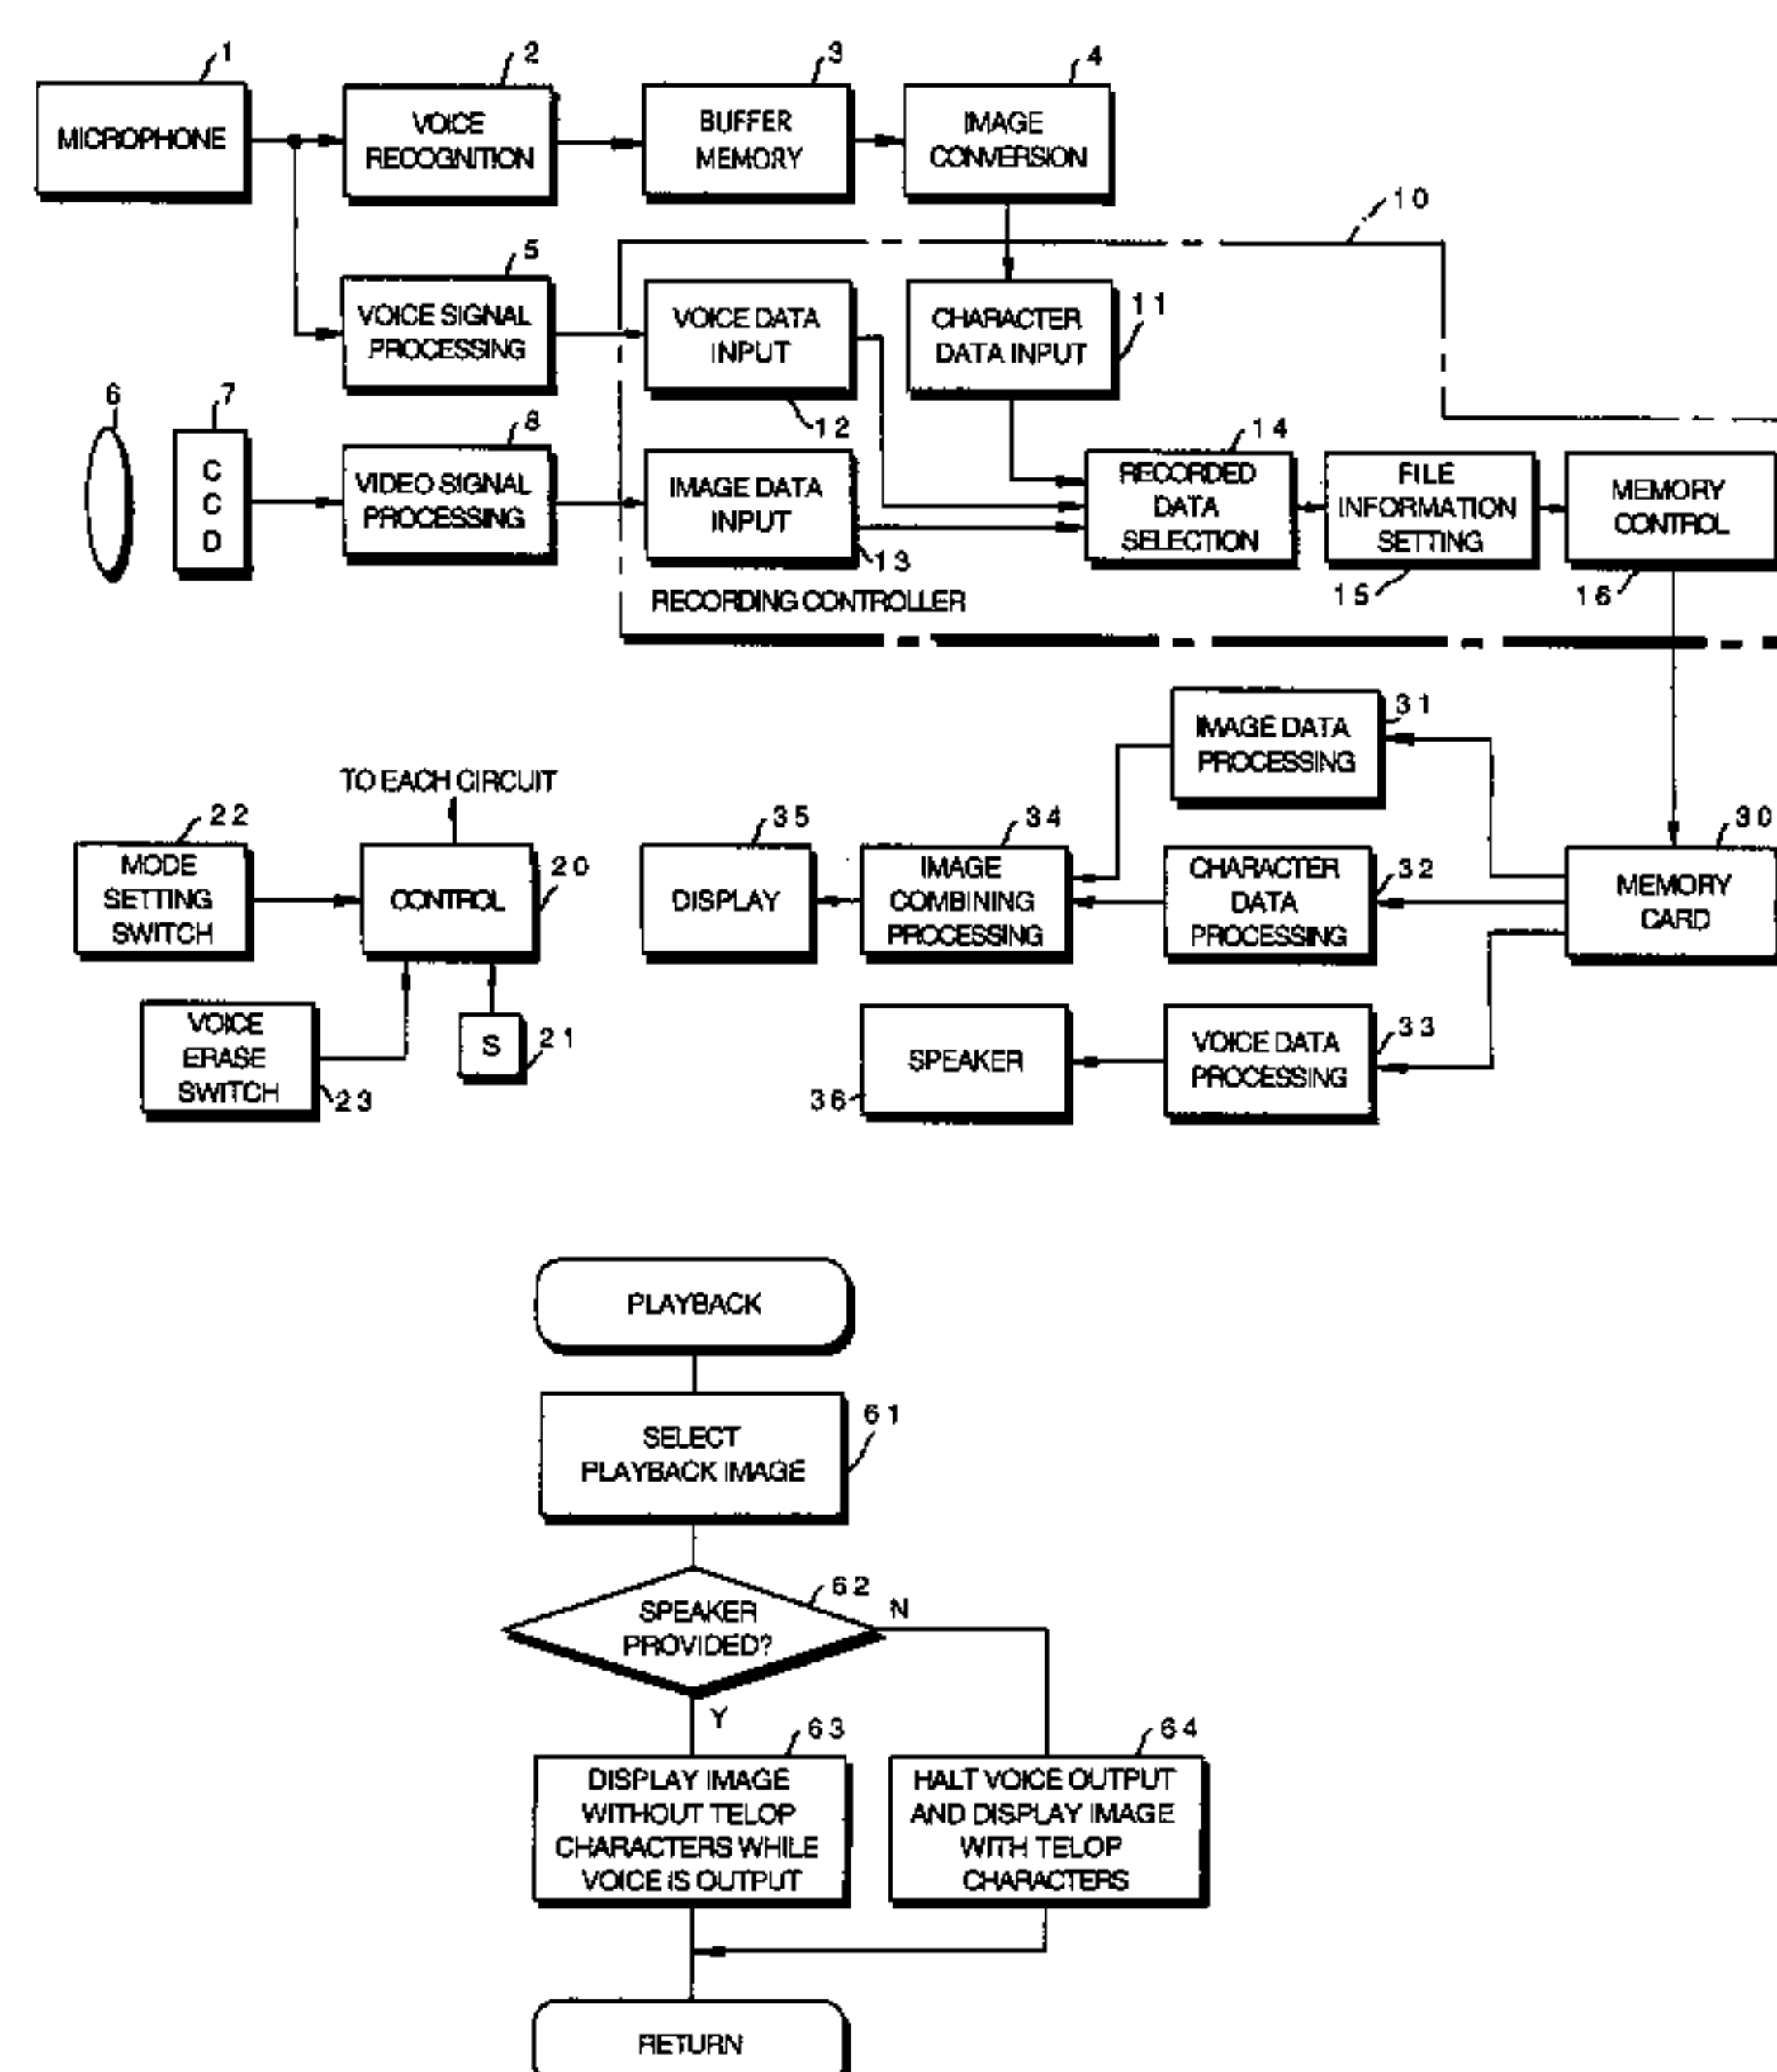 1
2
3
4
MICROPHONE
VOICE
RECOGNITION
BUFFER
MEMORY
IMAGE
CONVERSION
10
5
VOICE SIGNAL
PROCESSING
VOICE DATA
INPUT
12
CHARACTER
DATA INPUT
11
6
7
C
C
D
8
VIDEO SIGNAL
PROCESSING
IMAGE DATA
INPUT
13
14
RECORDED
DATA
SELECTION
FILE
INFORMATION
SETTING
15
MEMORY
CONTROL
16
RECORDING CONTROLLER
31
IMAGE DATA
PROCESSING
TO EACH CIRCUIT
22
MODE
SETTING
SWITCH
CONTROL
20
35
DISPLAY
34
IMAGE
COMBINING
PROCESSING
CHARACTER
DATA
PROCESSING
32
30
MEMORY
CARD
VOICE
ERASE
SWITCH
23
S
21
SPEAKER
36
VOICE DATA
PROCESSING
33
PLAYBACK
SELECT
PLAYBACK IMAGE
61
SPEAKER
PROVIDED?
62
N
Y
63
DISPLAY IMAGE
WITHOUT TELOP
CHARACTERS WHILE
VOICE IS OUTPUT
64
HALT VOICE OUTPUT
AND DISPLAY IMAGE
WITH TELOP
CHARACTERS
RETURN